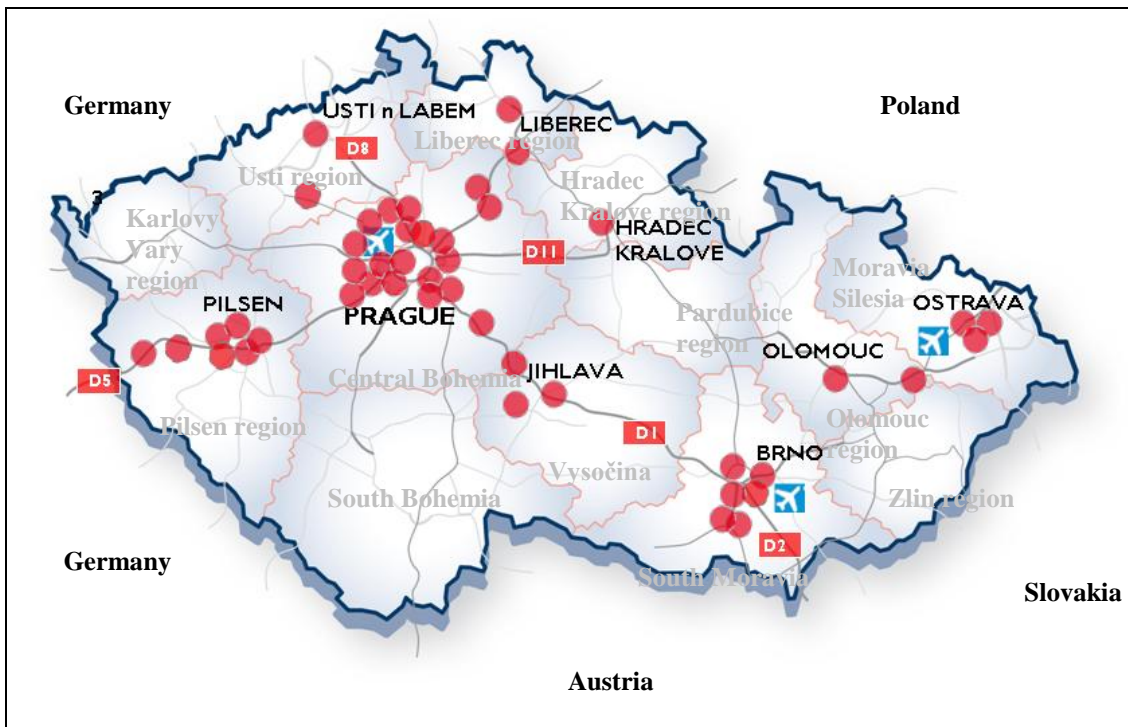 Germany
Poland
USTI n LABEM
LIBEREC
D8
Liberec region
Usti region
Hradec
Kralove region
3
Karlovy
Vary
region
HRADEC
KRALOVE
D11
Moravia
Silesia
PILSEN
OSTRAVA
PRAGUE
Pardubice
region
OLOMOUC
D5
Central Bohemia
JIHLAVA
Pilsen region
D1
Olomouc
region
BRNO
Vysočina
South Bohemia
Zlin region
D2
Germany
South Moravia
Slovakia
Austria